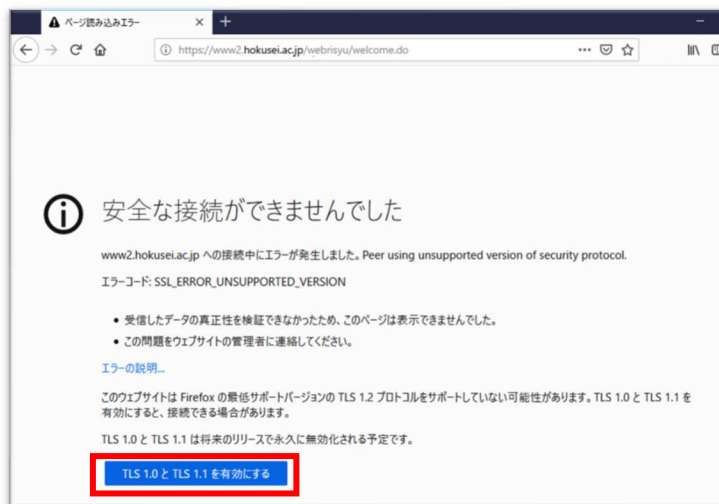 ページ読み込みエラー
https://www2.hokusei.ac.jp/webrisyu/welcome.do
安全な接続ができませんでした
www2.hokusei.ac.jp への接続中にエラーが発生しました。Peer using unsupported version of security protocol.
エラーコード: SSL_ERROR_UNSUPPORTED_VERSION
• 受信したデータの真正性を検証できなかったため、このページは表示できませんでした。
• この問題をウェブサイトの管理者に連絡してください。
エラーの説明...
このウェブサイトは Firefox の最低サポートバージョンの TLS 1.2 プロトコルをサポートしていない可能性があります。TLS 1.0 と TLS 1.1 を
有効にすると、接続できる場合があります。
TLS 1.0 と TLS 1.1 は将来のリリースで永久に無効化される予定です。
TLS 1.0 と TLS 1.1 を有効にする